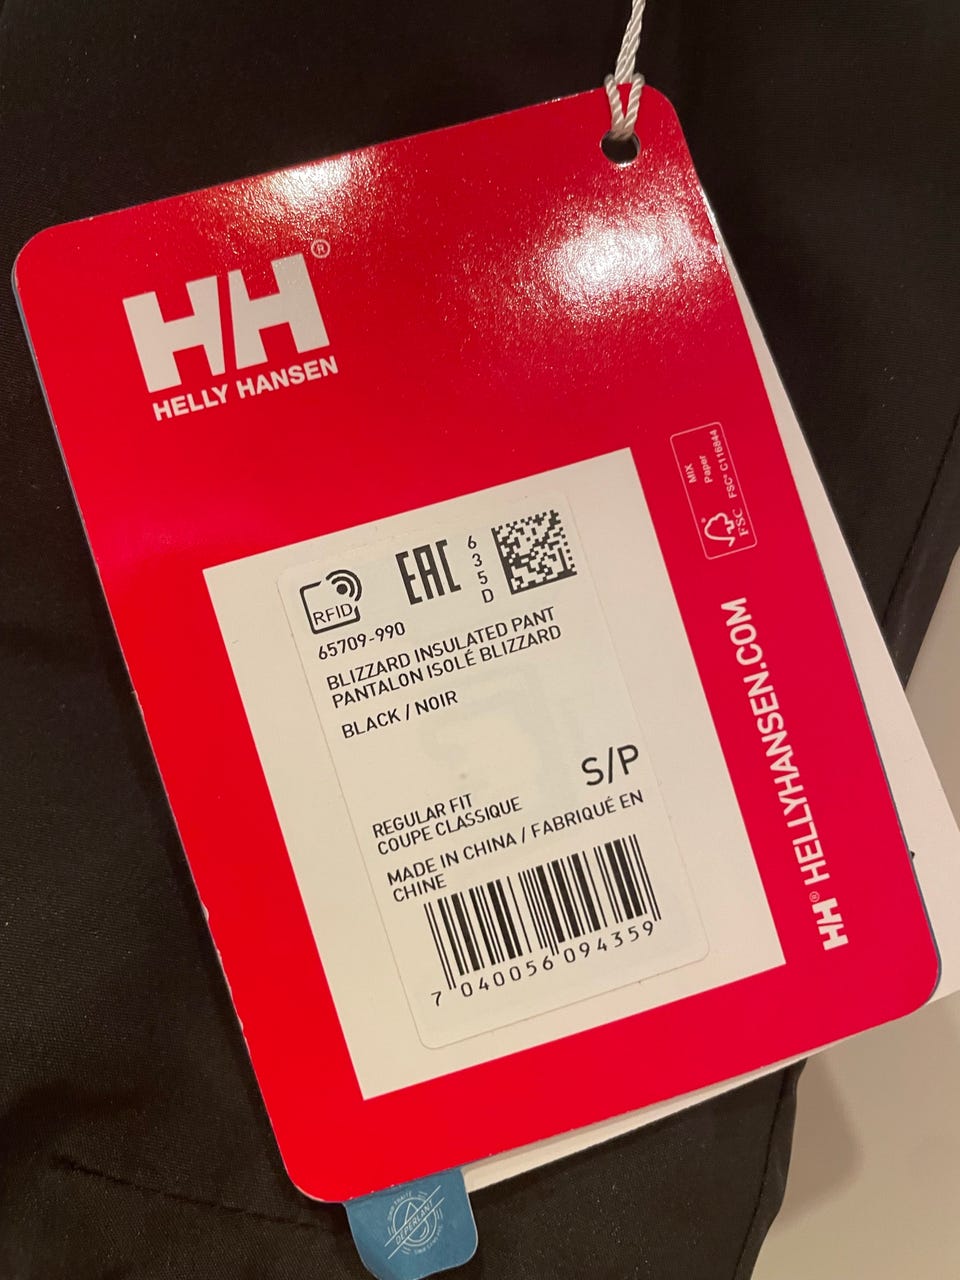 HH®
HELLY HANSEN
RFID
EAC
635D
65709-990
BLIZZARD INSULATED PANT
PANTALON ISOLÉ BLIZZARD
BLACK / NOIR
S/P
REGULAR FIT
COUPE CLASSIQUE
MADE IN CHINA / FABRIQUÉ EN
CHINE
7 040056 094359
MIX
Paper
FSC® C116844
FSC
HH® HELLYHANSEN.COM
DÉPERLANT